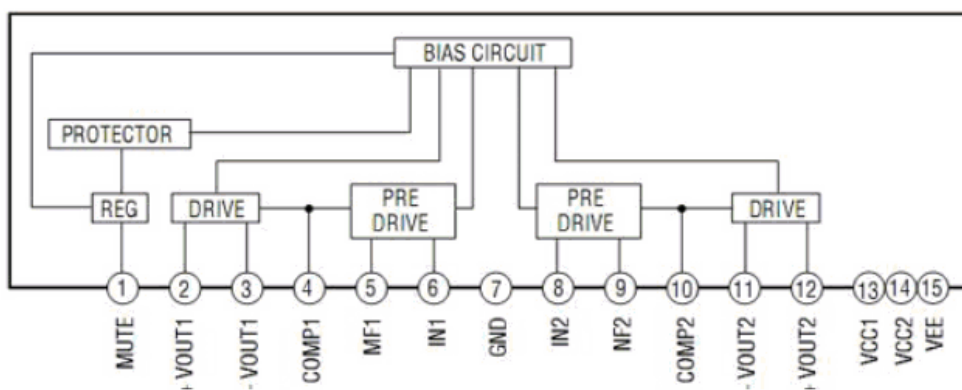 BIAS CIRCUIT
PROTECTOR
REG
DRIVE
PRE
DRIVE
PRE
DRIVE
DRIVE
1
2
3
4
5
6
7
8
9
10
11
12
13
14
15
MUTE
+ VOUT1
- VOUT1
COMP1
MF1
IN1
GND
IN2
NF2
COMP2
- VOUT2
+ VOUT2
VCC1
VCC2
VEE